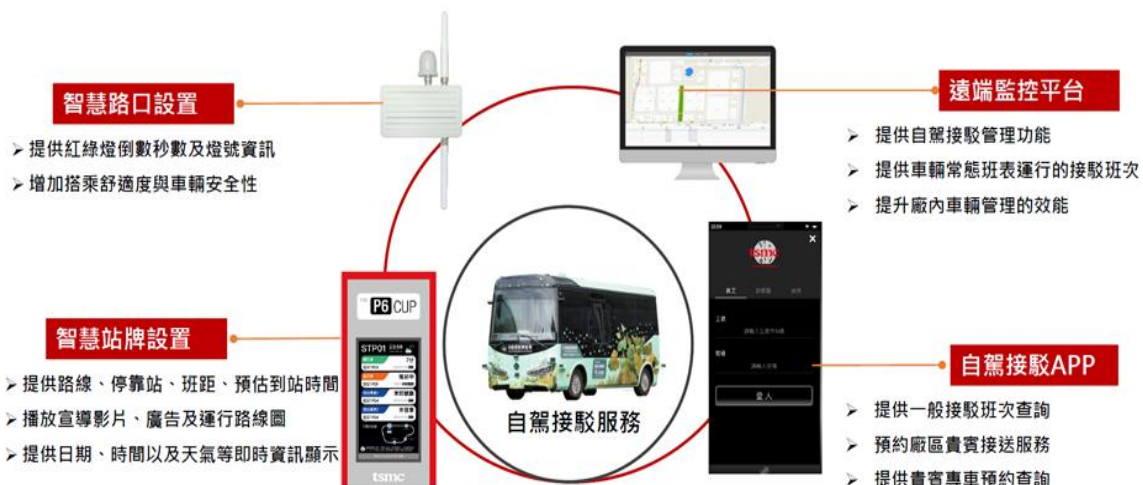 智慧路口設置
➢ 提供紅綠燈倒數秒數及燈號資訊
➢ 增加搭乘舒適度與車輛安全性
遠端監控平台
➢ 提供自駕接駁管理功能
➢ 提供車輛常態班表運行的接駁班次
➢ 提升廠內車輛管理的效能
智慧站牌設置
➢ 提供路線、停靠站、班距、預估到站時間
➢ 播放宣導影片、廣告及運行路線圖
➢ 提供日期、時間以及天氣等即時資訊顯示
P6 CUP
STP01
tsmc
自駕接駁服務
tsmc
員工
工號
登入
自駕接駁APP
➢ 提供一般接駁班次查詢
➢ 預約廠區貴賓接送服務
➢ 提供貴賓專車預約查詢